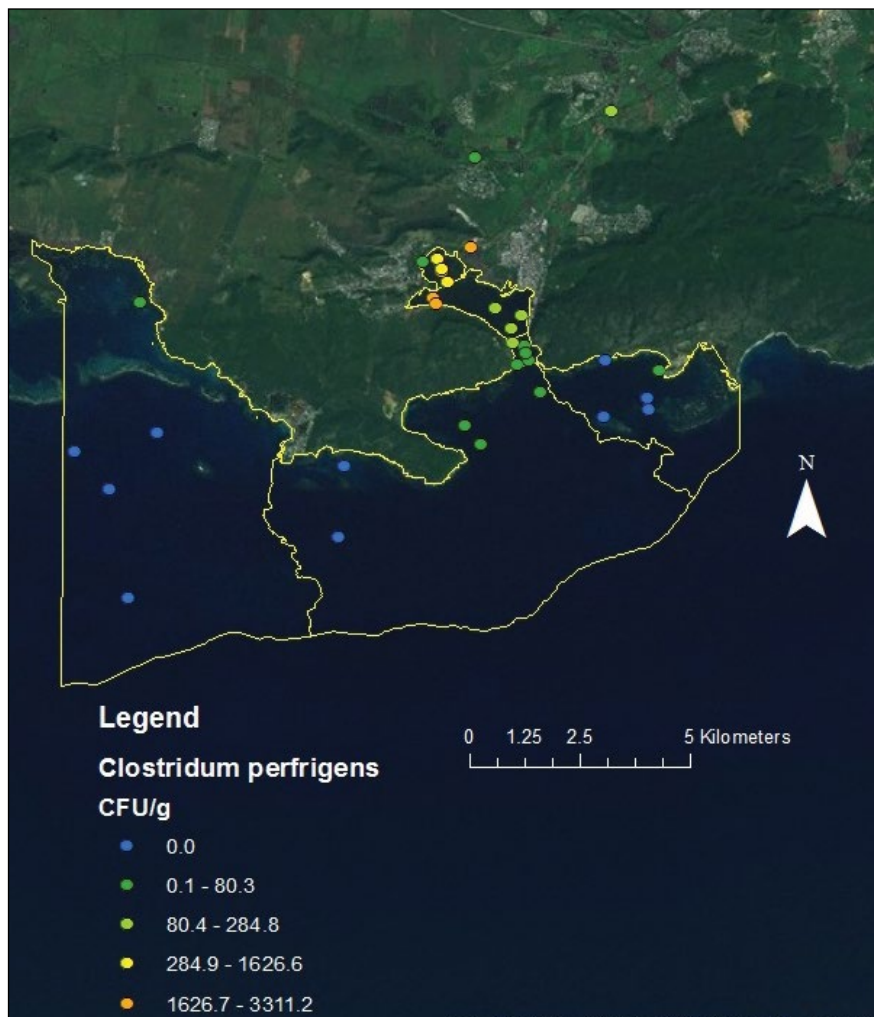 N
Legend
Clostridum perfrigens
CFU/g
0.0
0.1 - 80.3
80.4 - 284.8
284.9 - 1626.6
1626.7 - 3311.2
0 1.25 2.5 5 Kilometers